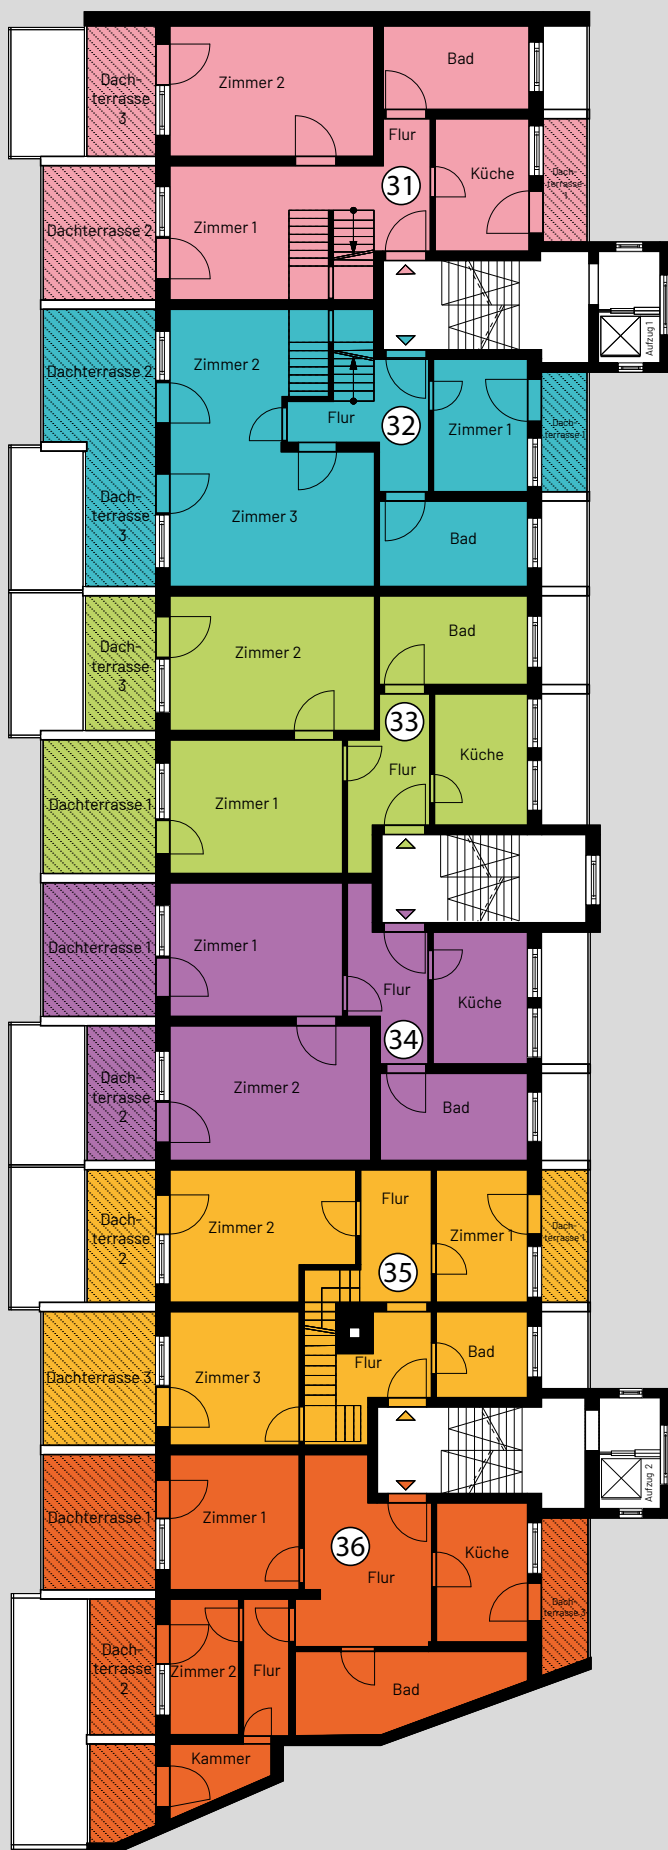 Dach-
terrasse
3
Zimmer 2
Bad
Flur
31
Küche
Dach-
terrasse
1
Dachterrasse 2
Zimmer 1
Aufzug 1
Dachterrasse 2
Zimmer 2
Flur
32
Zimmer 1
Dach-
terrasse 1
Dach-
terrasse
3
Zimmer 3
Bad
Dach-
terrasse
3
Zimmer 2
Bad
33
Flur
Küche
Dachterrasse 1
Zimmer 1
Dachterrasse 1
Zimmer 1
Flur
Küche
34
Dach-
terrasse
2
Zimmer 2
Bad
Dach-
terrasse
2
Zimmer 2
Flur
Zimmer 1
Dach-
terrasse 1
35
Dachterrasse 3
Zimmer 3
Flur
Bad
Aufzug 2
Dachterrasse 1
Zimmer 1
36
Flur
Küche
Dach-
terrasse 3
Dach-
terrasse
2
Zimmer 2
Flur
Bad
Kammer